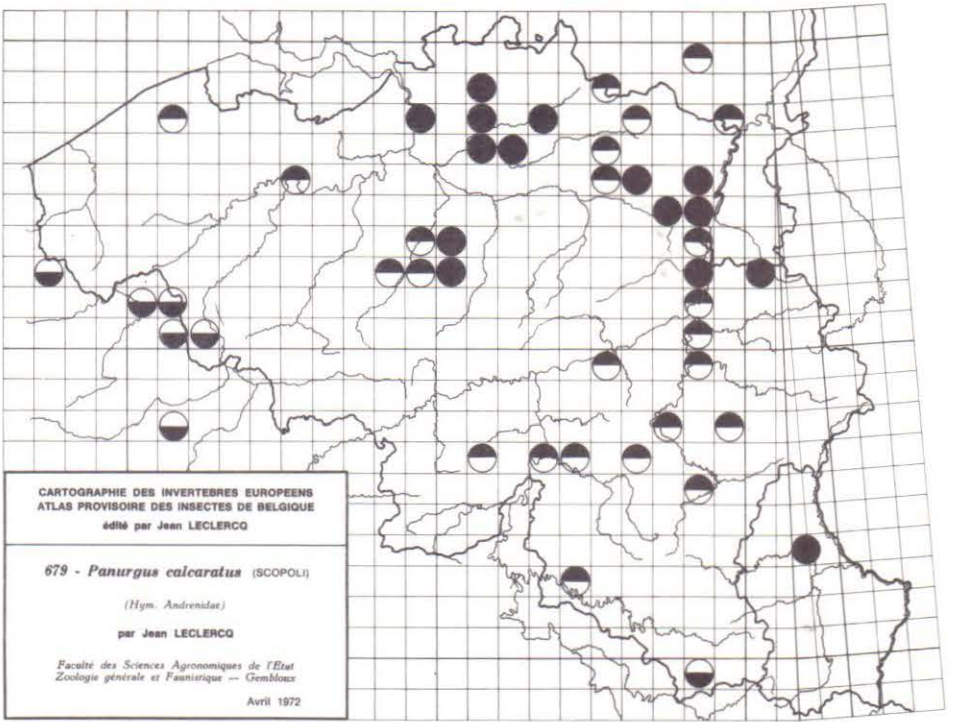 CARTOGRAPHIE DES INVERTEBRES EUROPEENS
ATLAS PROVISOIRE DES INSECTES DE BELGIQUE
édité par Jean LECLERCQ
679 - Panurgus calcaratus (SCOPOLI)
(Hym. Andrenidae)
par Jean LECLERCQ
Faculté des Sciences Agronomiques de l'Etat
Zoologie générale et Faunistique — Gembloux
Avril 1972